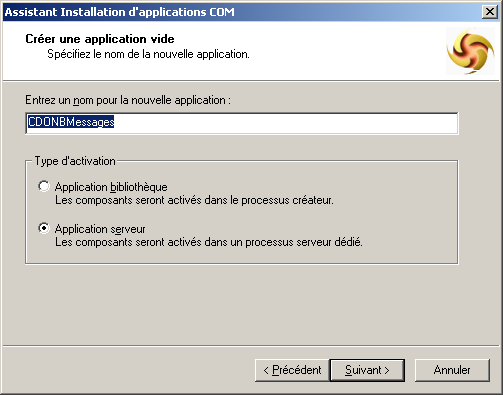 Assistant Installation d'applications COM
Créer une application vide
Spécifiez le nom de la nouvelle application.
Entrez un nom pour la nouvelle application :
CDONBMessages
Type d'activation
Application bibliothèque
Les composants seront activés dans le processus créateur.
Application serveur
Les composants seront activés dans un processus serveur dédié.
< Précédent Suivant > Annuler